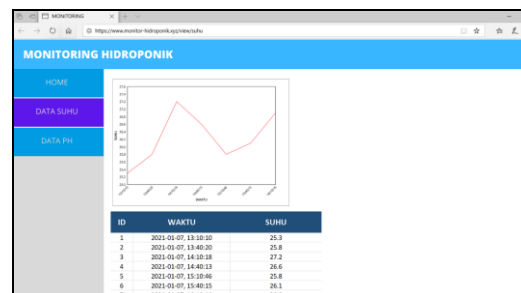 MONITORING
https://www.monitor-hidroponik.xyz/view/suhu
MONITORING HIDROPONIK
HOME
DATA SUHU
DATA PH
SUHU
WAKTU
ID WAKTU SUHU
1 2021-01-07, 13:10:10 25.3
2 2021-01-07, 13:40:20 25.8
3 2021-01-07, 14:10:18 27.2
4 2021-01-07, 14:40:13 26.6
5 2021-01-07, 15:10:46 25.8
6 2021-01-07, 15:40:15 26.1